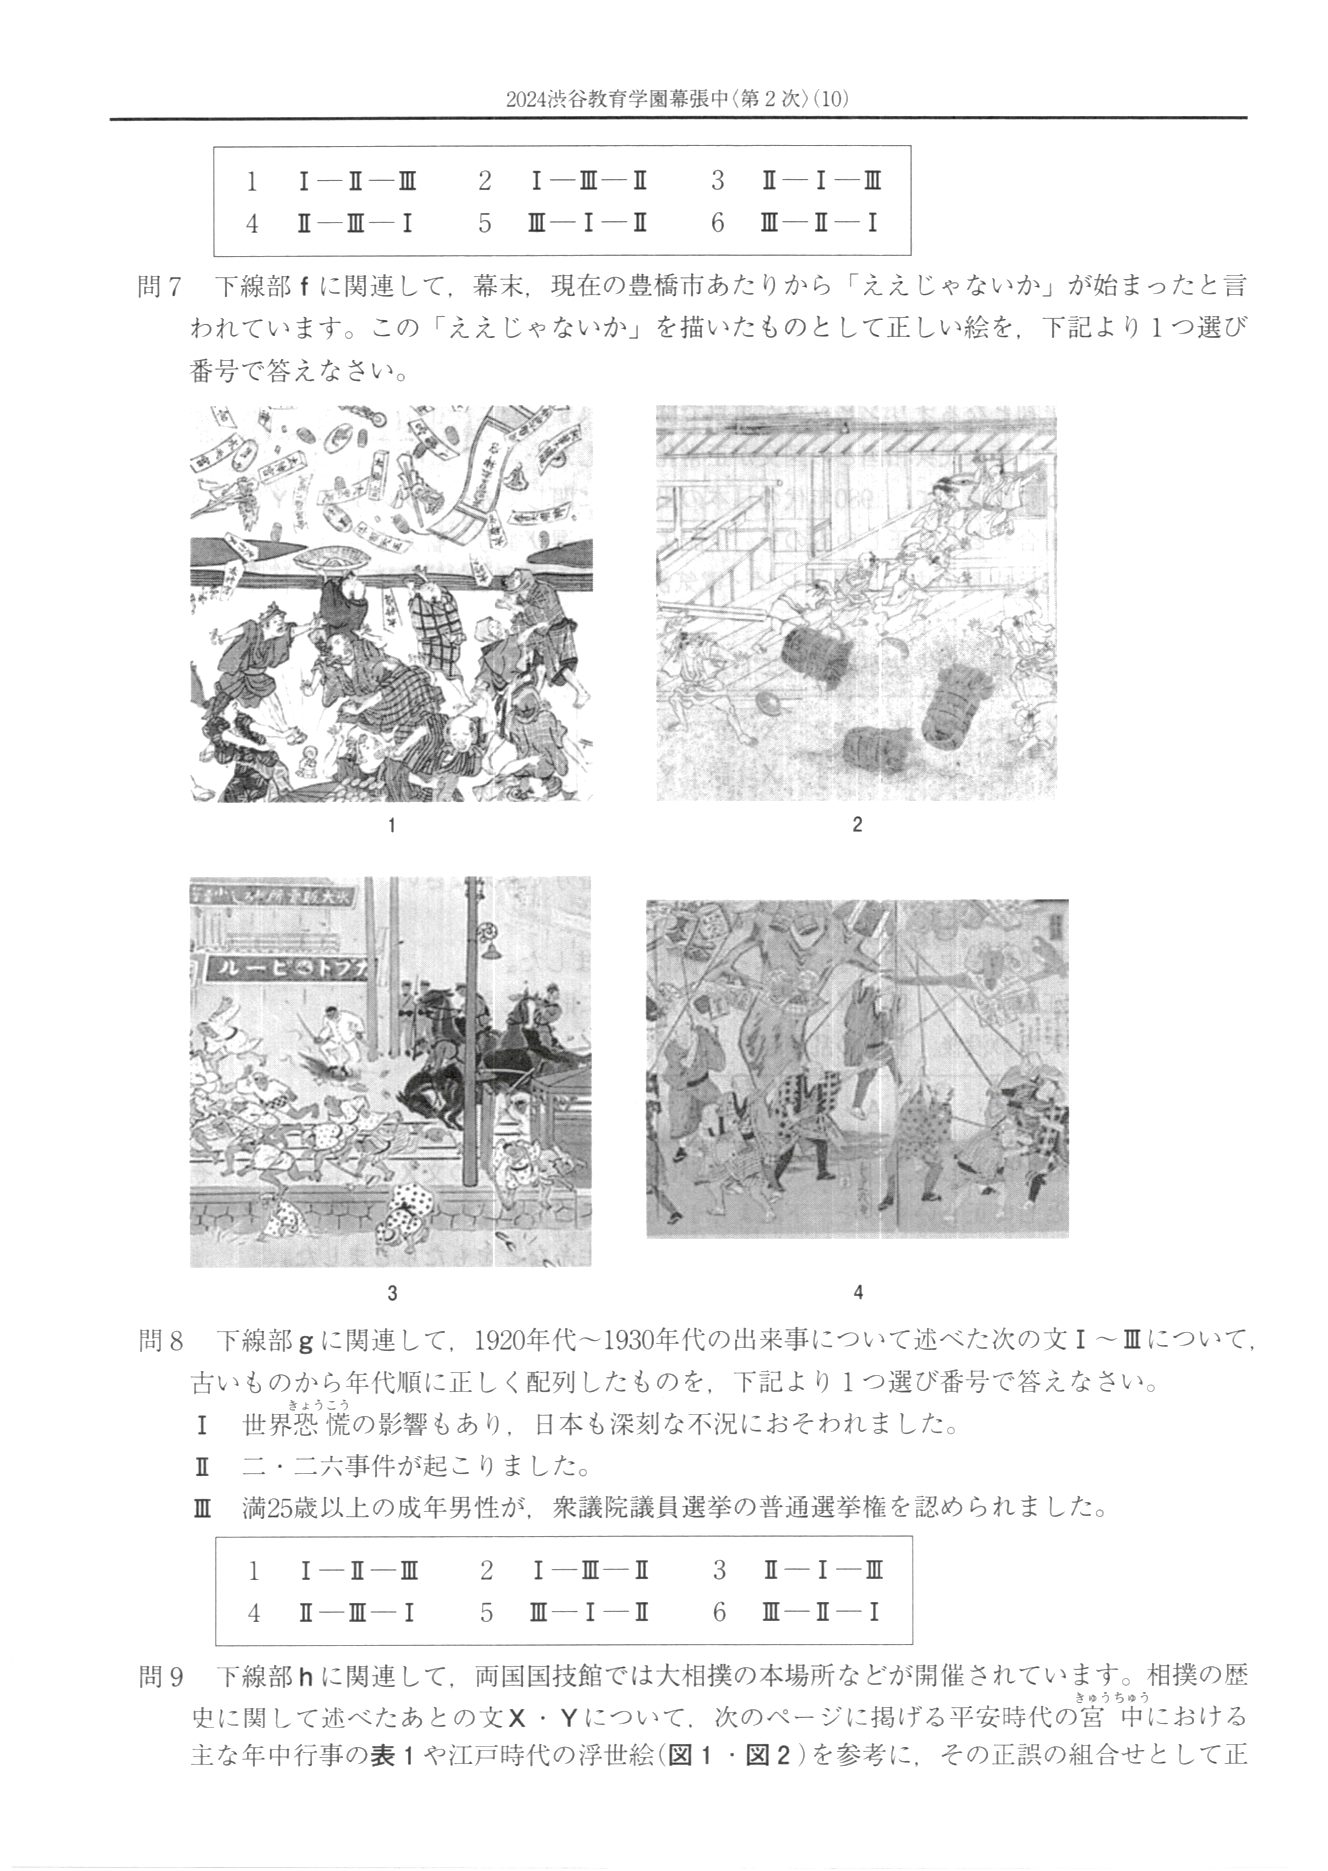 2024渋谷教育学園幕張中〈第2次〉(10)
1 Ⅰ―Ⅱ―Ⅲ 2 Ⅰ―Ⅲ―Ⅱ 3 Ⅱ―Ⅰ―Ⅲ
4 Ⅱ―Ⅲ―Ⅰ 5 Ⅲ―Ⅰ―Ⅱ 6 Ⅲ―Ⅱ―Ⅰ
問7 下線部fに関連して,幕末,現在の豊橋市あたりから「ええじゃないか」が始まったと言
われています。この「ええじゃないか」を描いたものとして正しい絵を,下記より1つ選び
番号で答えなさい。
1
2
ルービトブカ
3
4
問8 下線部gに関連して,1920年代~1930年代の出来事について述べた次の文Ⅰ~Ⅲについて,
古いものから年代順に正しく配列したものを,下記より1つ選び番号で答えなさい。
きょうこう
Ⅰ 世界恐慌の影響もあり,日本も深刻な不況におそわれました。
Ⅱ 二・二六事件が起こりました。
Ⅲ 満25歳以上の成年男性が,衆議院議員選挙の普通選挙権を認められました。
1 Ⅰ―Ⅱ―Ⅲ 2 Ⅰ―Ⅲ―Ⅱ 3 Ⅱ―Ⅰ―Ⅲ
4 Ⅱ―Ⅲ―Ⅰ 5 Ⅲ―Ⅰ―Ⅱ 6 Ⅲ―Ⅱ―Ⅰ
問9 下線部hに関連して,両国国技館では大相撲の本場所などが開催されています。相撲の歴
きゅうちゅう
史に関して述べたあとの文X・Yについて,次のページに掲げる平安時代の宮中における
主な年中行事の表1や江戸時代の浮世絵(図1・図2)を参考に,その正誤の組合せとして正